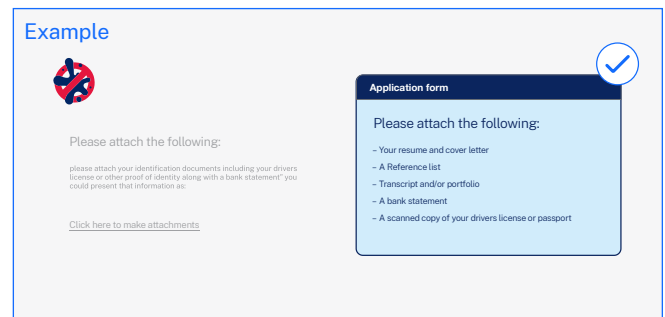 Example
Please attach the following:
please attach your identification documents including your drivers
license or other proof of identity along with a bank statement" you
could present that information as:
Click here to make attachments
Application form
Please attach the following:
– Your resume and cover letter
– A Reference list
– Transcript and/or portfolio
– A bank statement
– A scanned copy of your drivers license or passport